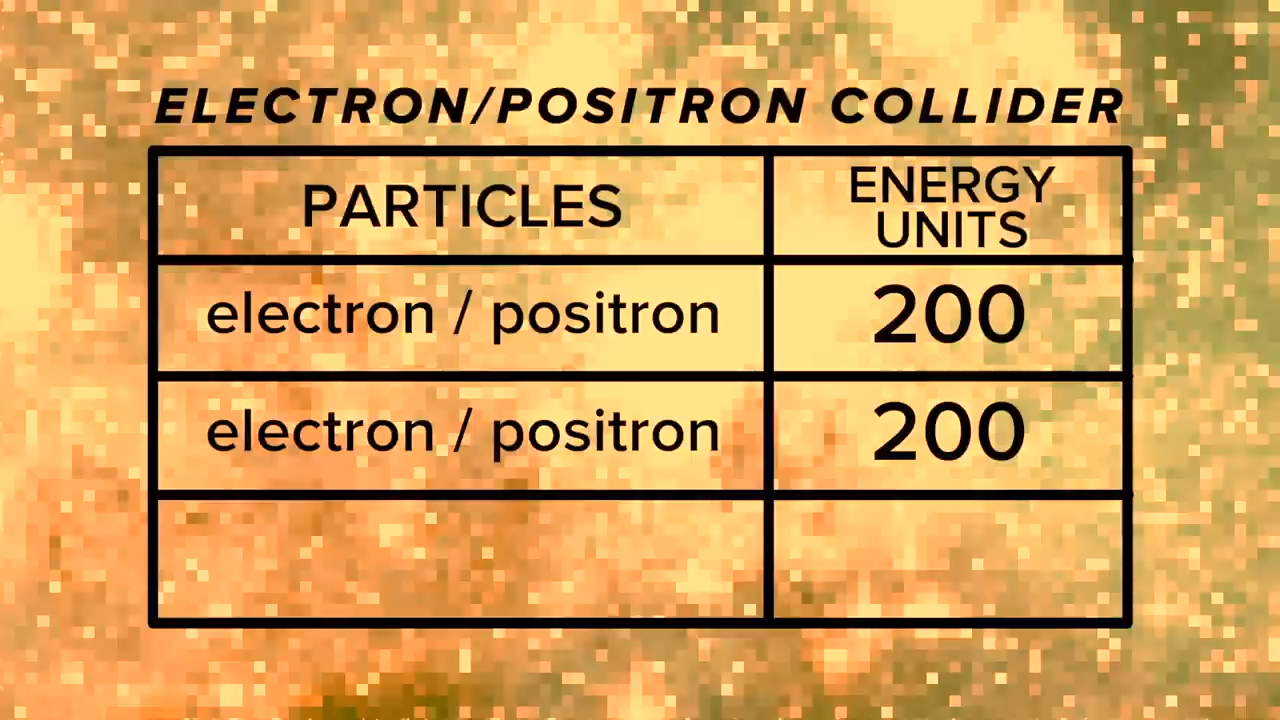 ELECTRON/POSITRON COLLIDER
PARTICLES
ENERGY
UNITS
electron / positron
200
electron / positron
200